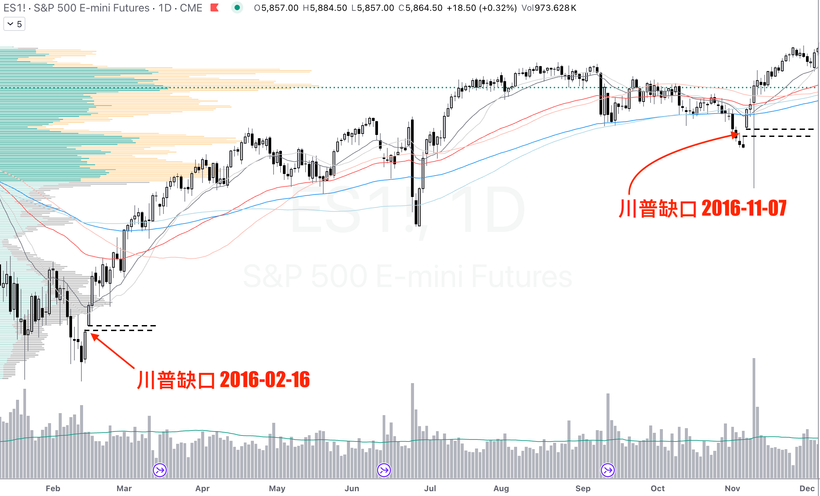 ES1! · S&P 500 E-mini Futures · 1D · CME O5,857.00 H5,884.50 L5,857.00 C5,864.50 +18.50 (+0.32%) Vol973.628K
5
ES1!, 1D
S&P 500 E-mini Futures
川普缺口 2016-11-07
川普缺口 2016-02-16
Feb Mar Apr May Jun Jul Aug Sep Oct Nov Dec